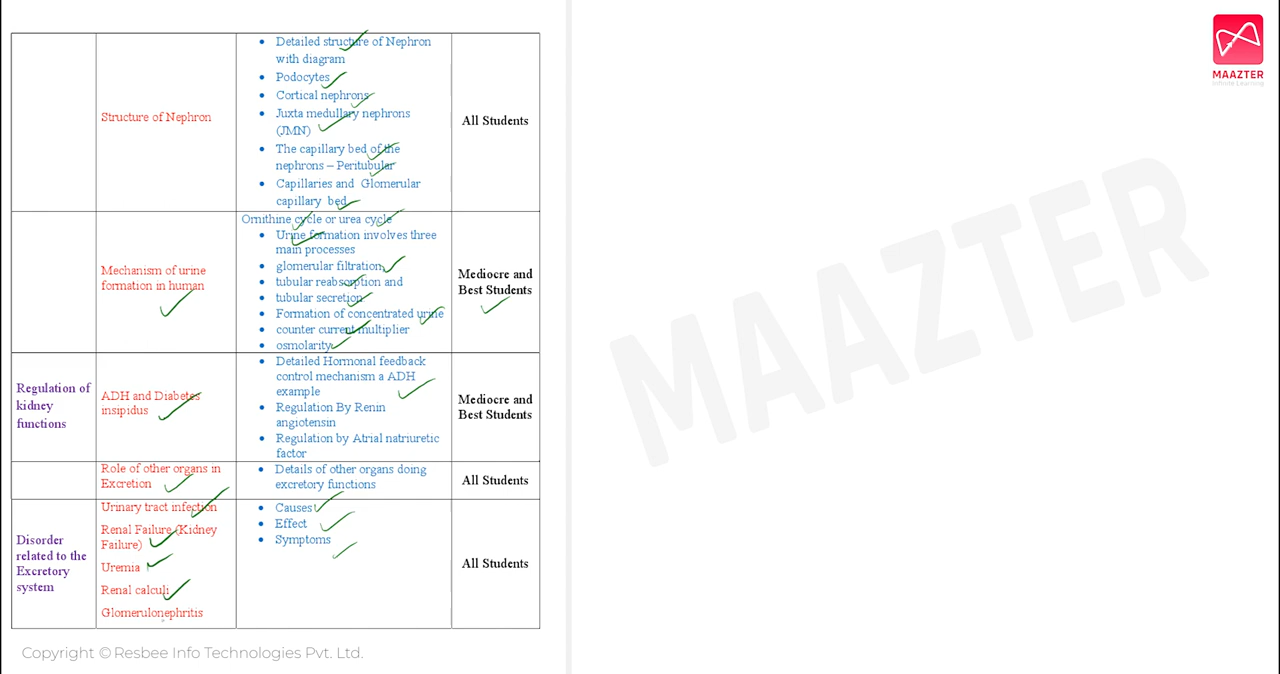 Structure of Nephron
Detailed structure of Nephron
with diagram
Podocytes
Cortical nephrons
Juxta medullary nephrons
(JMN)
The capillary bed of the
nephrons – Peritubular
Capillaries and Glomerular
capillary bed
All Students
Mechanism of urine
formation in human
Ornithine cycle or urea cycle
Urine formation involves three
main processes
glomerular filtration,
tubular reabsorption and
tubular secretion
Formation of concentrated urine
counter current multiplier
osmolarity
Mediocre and
Best Students
Regulation of
kidney
functions
ADH and Diabetes
insipidus
Detailed Hormonal feedback
control mechanism a ADH
example
Regulation By Renin
angiotensin
Regulation by Atrial natriuretic
factor
Mediocre and
Best Students
Role of other organs in
Excretion
Details of other organs doing
excretory functions
All Students
Disorder
related to the
Excretory
system
Urinary tract infection
Renal Failure (Kidney
Failure)
Uremia
Renal calculi
Glomerulonephritis
Causes
Effect
Symptoms
All Students
Copyright © Resbee Info Technologies Pvt. Ltd.
MAAZTER
MAAZTER
Infinite Learning